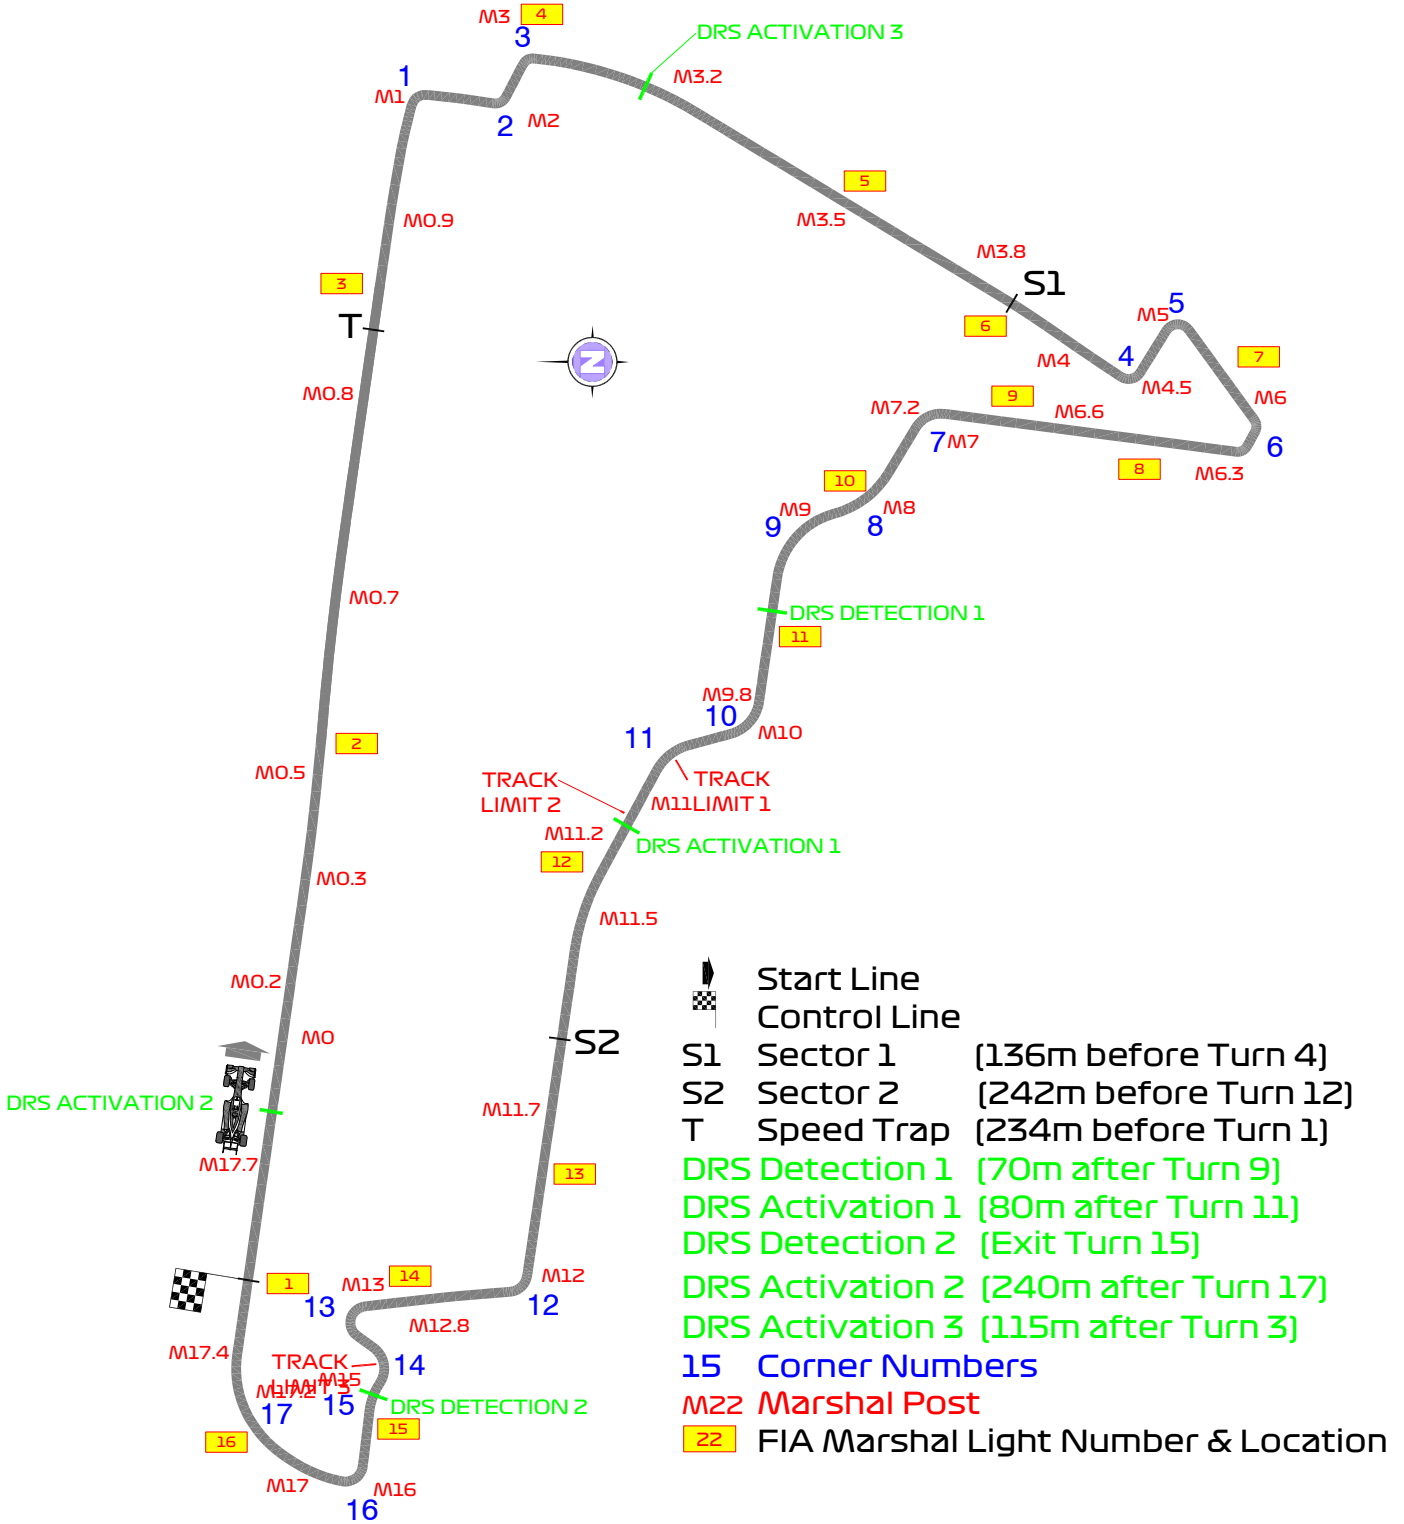 M3 4
3
DRS ACTIVATION 3
1
M3.2
M1
2 M2
5
M0.9
M3.5
M3.8
3
S1
5
M5
T
6
4
7
N
M4
M4.5
M0.8
9
M6
M7.2
M6.6
7 M7
6
8
M6.3
10
M9
M8
9
8
M0.7
DRS DETECTION 1
11
M9.8
10
11
M10
2
M0.5
TRACK
LIMIT 2
TRACK
M11 LIMIT 1
M11.2
DRS ACTIVATION 1
12
M0.3
M11.5
M0.2
M0
S2
DRS ACTIVATION 2
M11.7
M17.7
13
1
14
M13
M12
13
12
M12.8
M17.4
TRACK
LIMIT 3
M15
14
M17.2
15
DRS DETECTION 2
17
15
16
M17
M16
16
Start Line
Control Line
S1 Sector 1 (136m before Turn 4)
S2 Sector 2 (242m before Turn 12)
T Speed Trap (234m before Turn 1)
DRS Detection 1 (70m after Turn 9)
DRS Activation 1 (80m after Turn 11)
DRS Detection 2 (Exit Turn 15)
DRS Activation 2 (240m after Turn 17)
DRS Activation 3 (115m after Turn 3)
15 Corner Numbers
M22 Marshal Post
22 FIA Marshal Light Number & Location